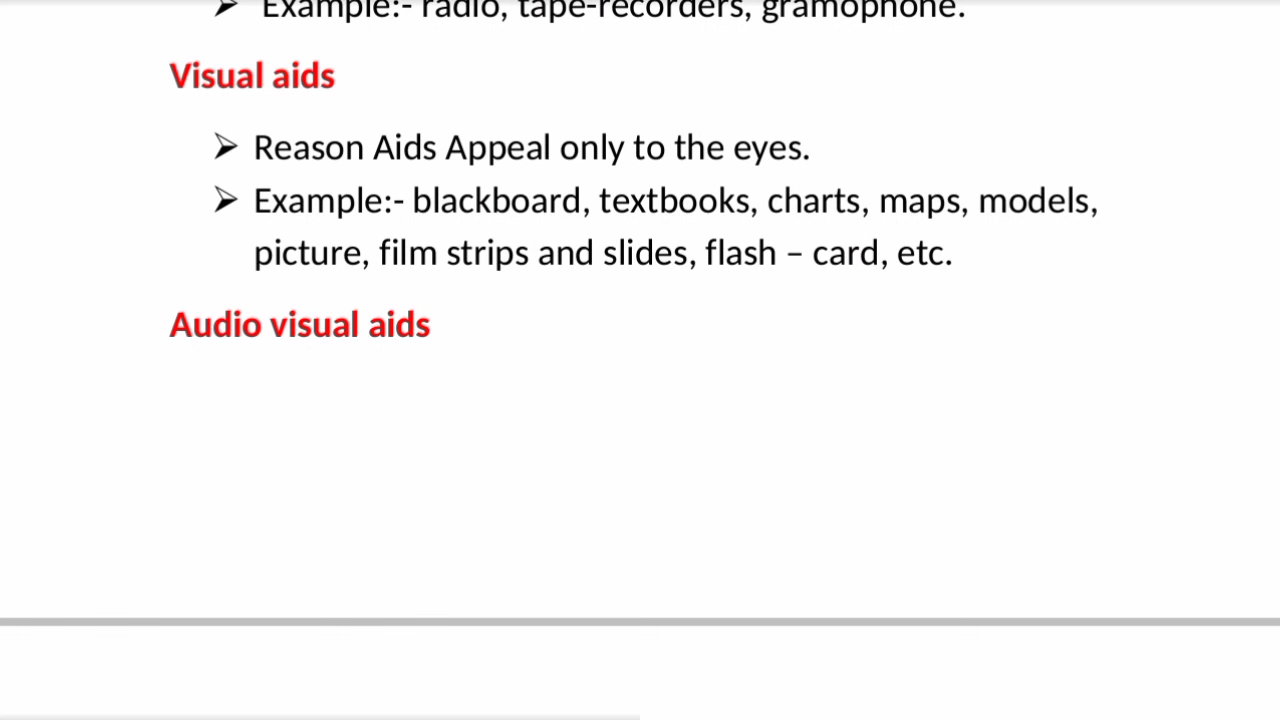 ➢ Example:- radio, tape-recorders, gramophone.
Visual aids
➢ Reason Aids Appeal only to the eyes.
➢ Example:- blackboard, textbooks, charts, maps, models,
picture, film strips and slides, flash – card, etc.
Audio visual aids